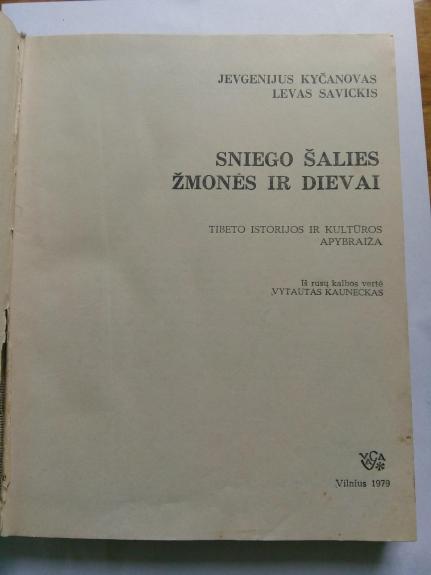 JEVGENIJUS KYČANOVAS
LEVAS SAVICKIS
SNIEGO ŠALIES
ŽMONĖS IR DIEVAI
TIBETO ISTORIJOS IR KULTŪROS
APYBRAIŽA
Iš rusų kalbos vertė
VYTAUTAS KAUNECKAS
Vilnius 1979